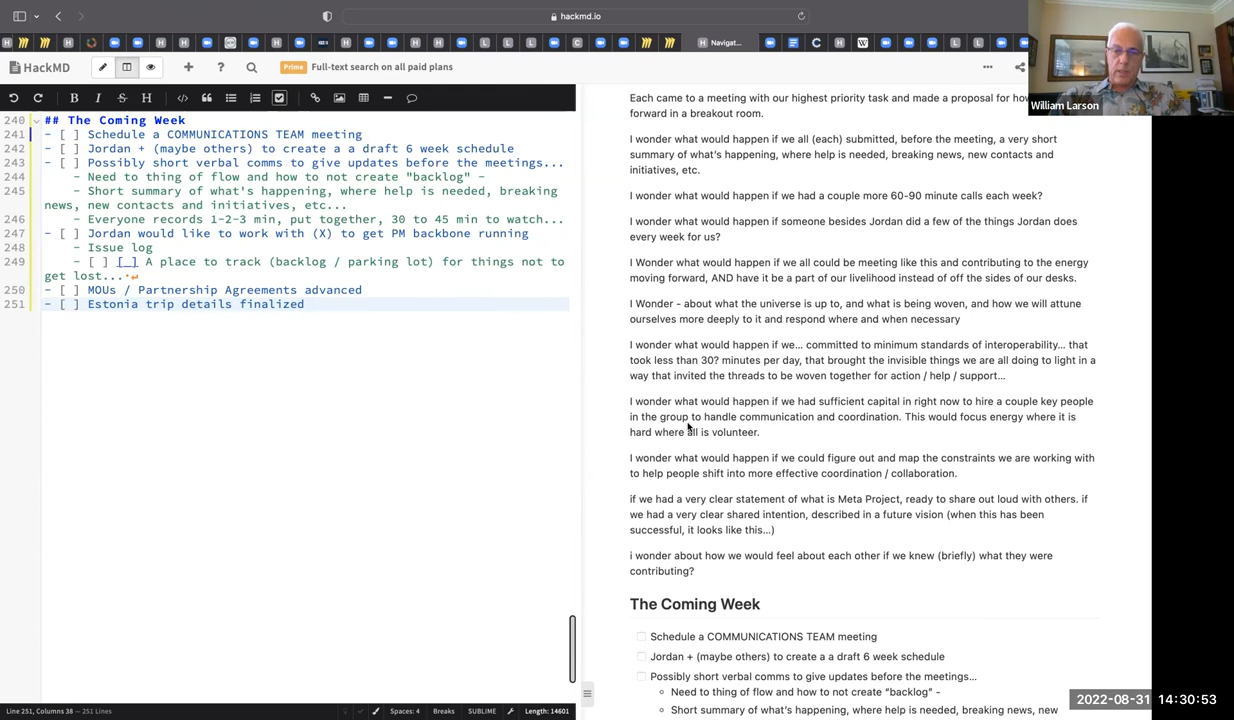 hackmd.io
Navigat...
HackMD
Prime Full-text search on all paid plans
William Larson
240 ## The Coming Week
241 - [ ] Schedule a COMMUNICATIONS TEAM meeting
242 - [ ] Jordan + (maybe others) to create a a draft 6 week schedule
243 - [ ] Possibly short verbal comms to give updates before the meetings...
244 - Need to thing of flow and how to not create "backlog" -
245 - Short summary of what's happening, where help is needed, breaking
news, new contacts and initiatives, etc...
246 - Everyone records 1-2-3 min, put together, 30 to 45 min to watch...
247 - [ ] Jordan would like to work with (X) to get PM backbone running
248 - Issue log
249 - [ ] [ ] A place to track (backlog / parking lot) for things not to
get lost...
250 - [ ] MOUs / Partnership Agreements advanced
251 - [ ] Estonia trip details finalized
Line 251, Columns 38 — 251 Lines
Spaces: 4
Breaks
SUBLIME
Length: 14601
Each came to a meeting with our highest priority task and made a proposal for
forward in a breakout room.
I wonder what would happen if we all (each) submitted, before the meeting, a very short
summary of what's happening, where help is needed, breaking news, new contacts and
initiatives, etc.
I wonder what would happen if we had a couple more 60-90 minute calls each week?
I wonder what would happen if someone besides Jordan did a few of the things Jordan does
every week for us?
I Wonder what would happen if we all could be meeting like this and contributing to the energy
moving forward, AND have it be a part of our livelihood instead of off the sides of our desks.
I Wonder - about what the universe is up to, and what is being woven, and how we will attune
ourselves more deeply to it and respond where and when necessary
I wonder what would happen if we... committed to minimum standards of interoperability... that
took less than 30? minutes per day, that brought the invisible things we are all doing to light in a
way that invited the threads to be woven together for action / help / support...
I wonder what would happen if we had sufficient capital in right now to hire a couple key people
in the group to handle communication and coordination. This would focus energy where it is
hard where all is volunteer.
I wonder what would happen if we could figure out and map the constraints we are working with
to help people shift into more effective coordination / collaboration.
if we had a very clear statement of what is Meta Project, ready to share out loud with others. if
we had a very clear shared intention, described in a future vision (when this has been
successful, it looks like this...)
i wonder about how we would feel about each other if we knew (briefly) what they were
contributing?
The Coming Week
Schedule a COMMUNICATIONS TEAM meeting
Jordan + (maybe others) to create a a draft 6 week schedule
Possibly short verbal comms to give updates before the meetings...
Need to thing of flow and how to not create “backlog” -
Short summary of what's happening, where help is needed, breaking news, new
2022-08-31 14:30:53